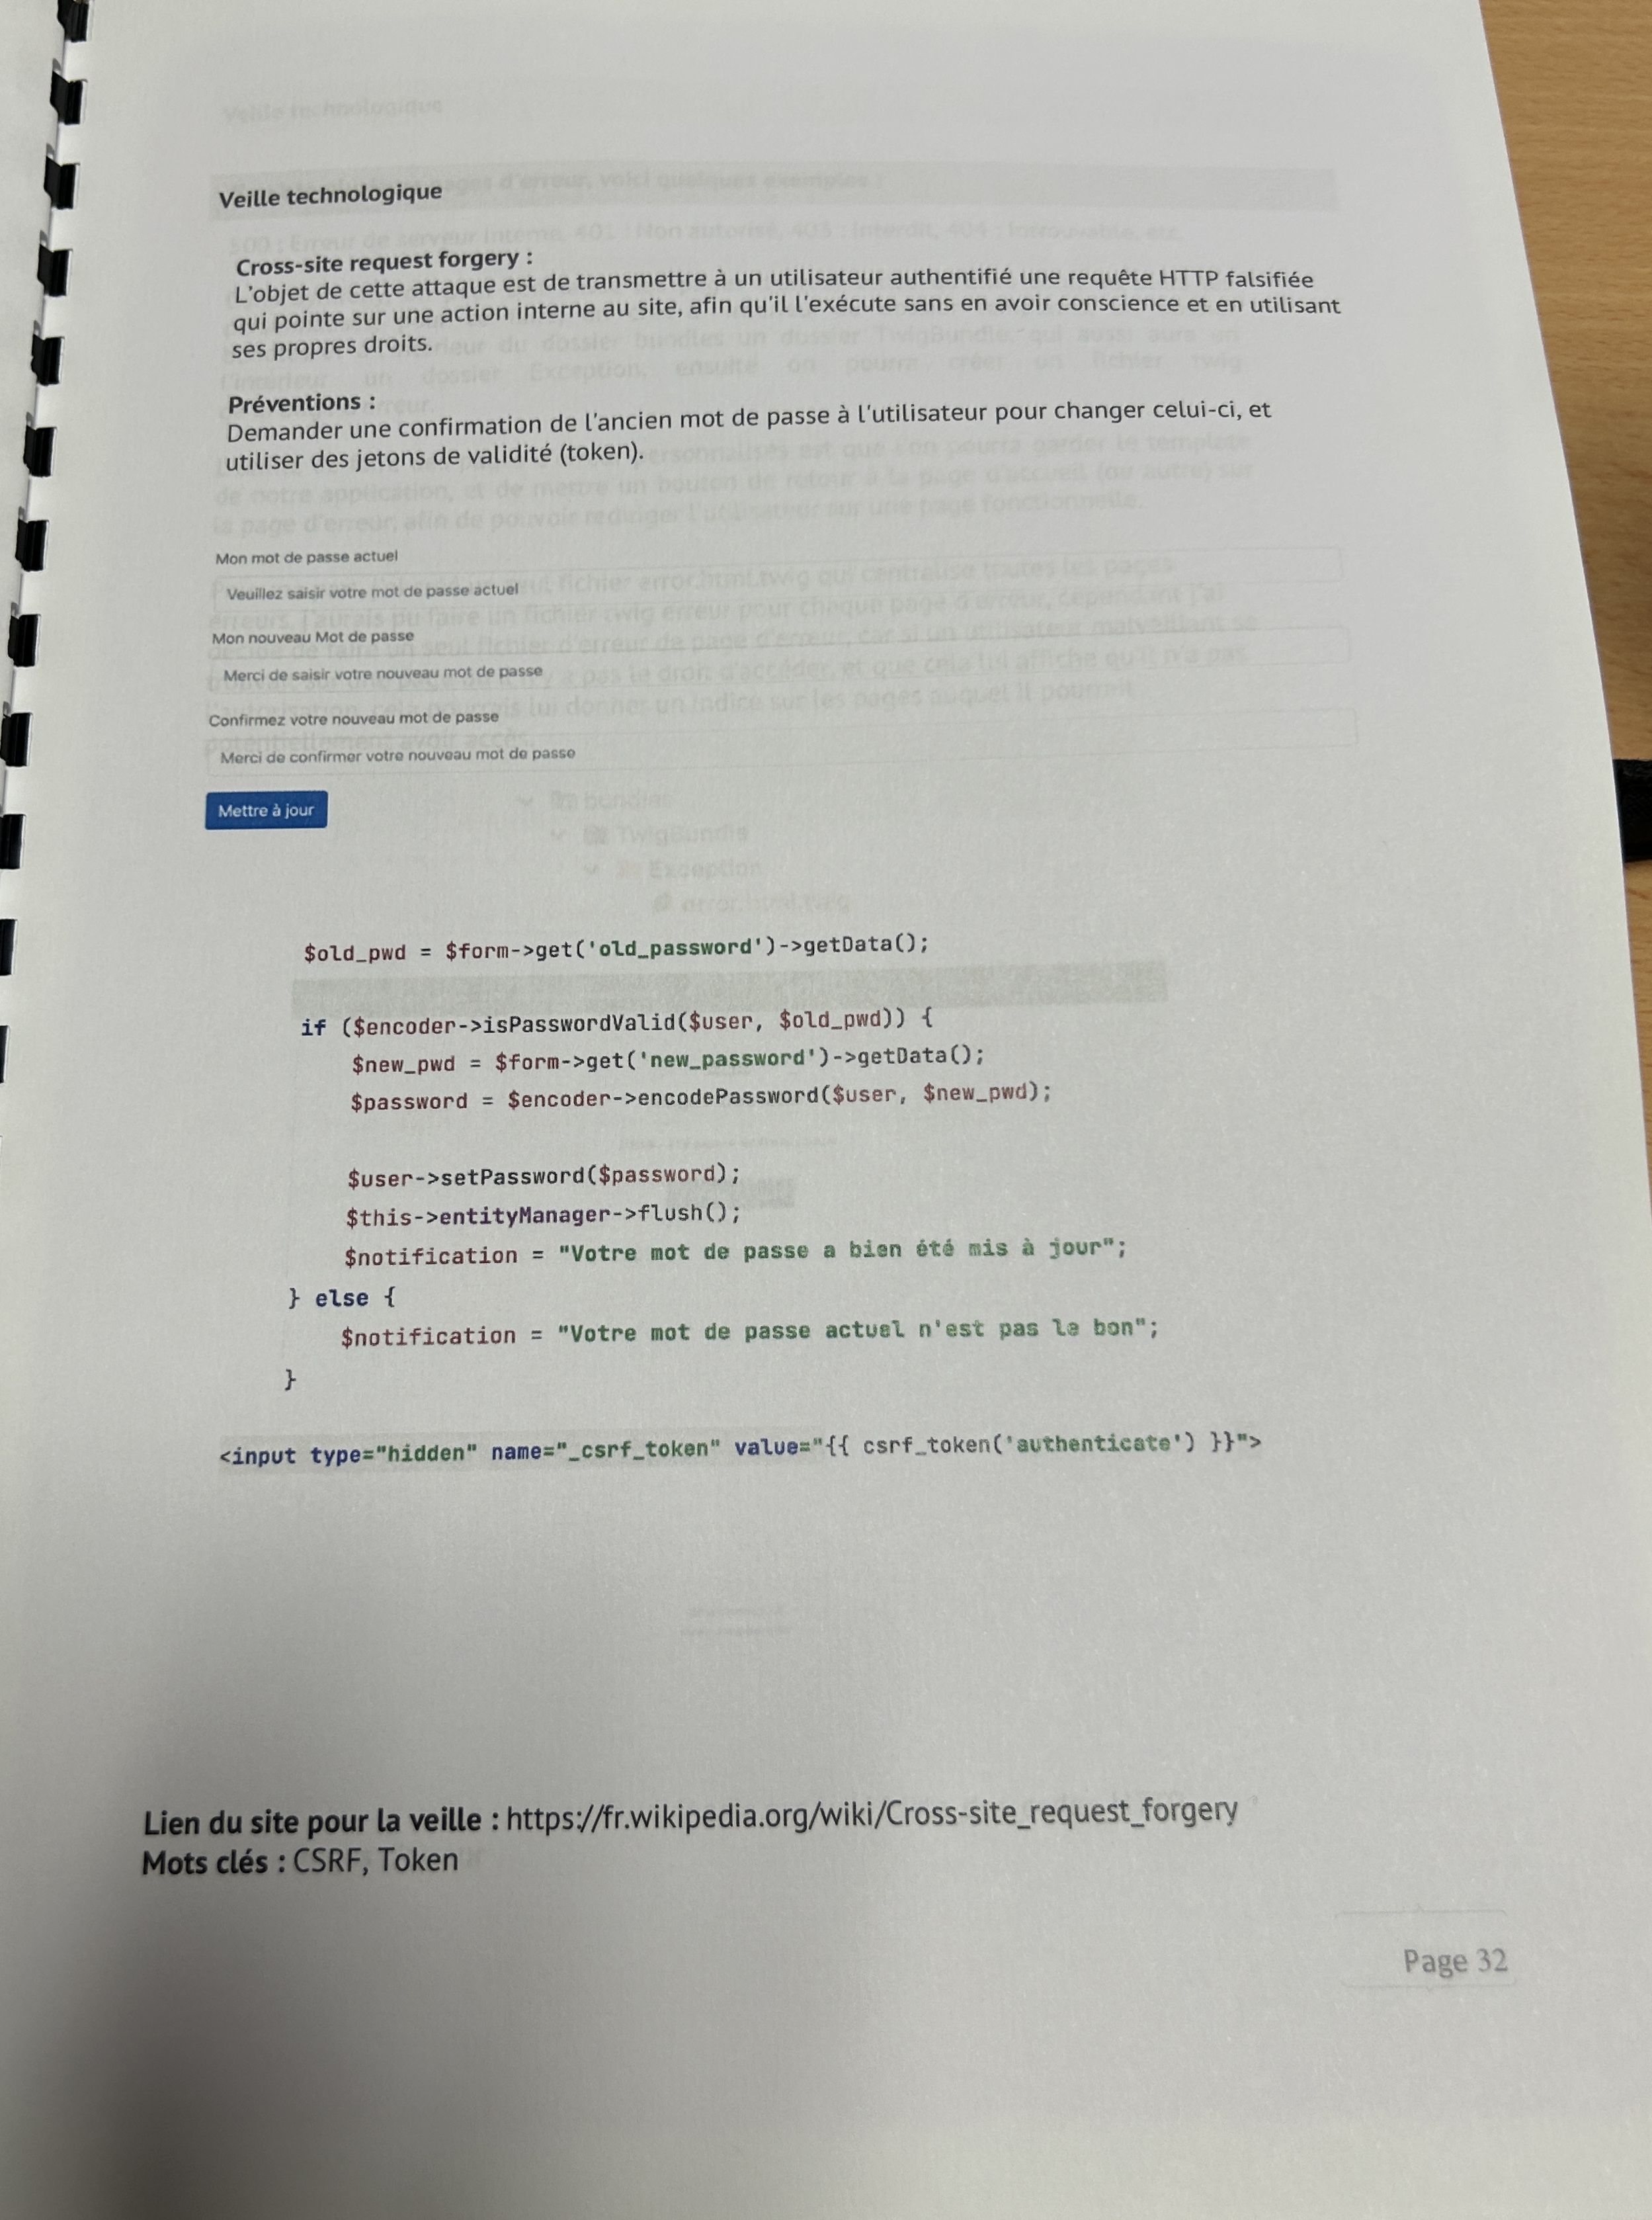 Veille technologique
Cross-site request forgery :
L'objet de cette attaque est de transmettre à un utilisateur authentifié une requête HTTP falsifiée
qui pointe sur une action interne au site, afin qu'il l'exécute sans en avoir conscience et en utilisant
ses propres droits.
Préventions :
Demander une confirmation de l'ancien mot de passe à l'utilisateur pour changer celui-ci, et
utiliser des jetons de validité (token).
Mon mot de passe actuel
Veuillez saisir votre mot de passe actuel
Mon nouveau Mot de passe
Merci de saisir votre nouveau mot de passe
Confirmez votre nouveau mot de passe
Merci de confirmer votre nouveau mot de passe
Mettre à jour
$old_pwd = $form->get('old_password')->getData();
if ($encoder->isPasswordValid($user, $old_pwd)) {
$new_pwd = $form->get('new_password')->getData();
$password = $encoder->encodePassword($user, $new_pwd);
$user->setPassword($password);
$this->entityManager->flush();
$notification = "Votre mot de passe a bien été mis à jour";
} else {
$notification = "Votre mot de passe actuel n'est pas le bon";
}
<input type="hidden" name="_csrf_token" value="{{ csrf_token('authenticate') }}">
Lien du site pour la veille : https://fr.wikipedia.org/wiki/Cross-site_request_forgery
Mots clés : CSRF, Token
Page 32